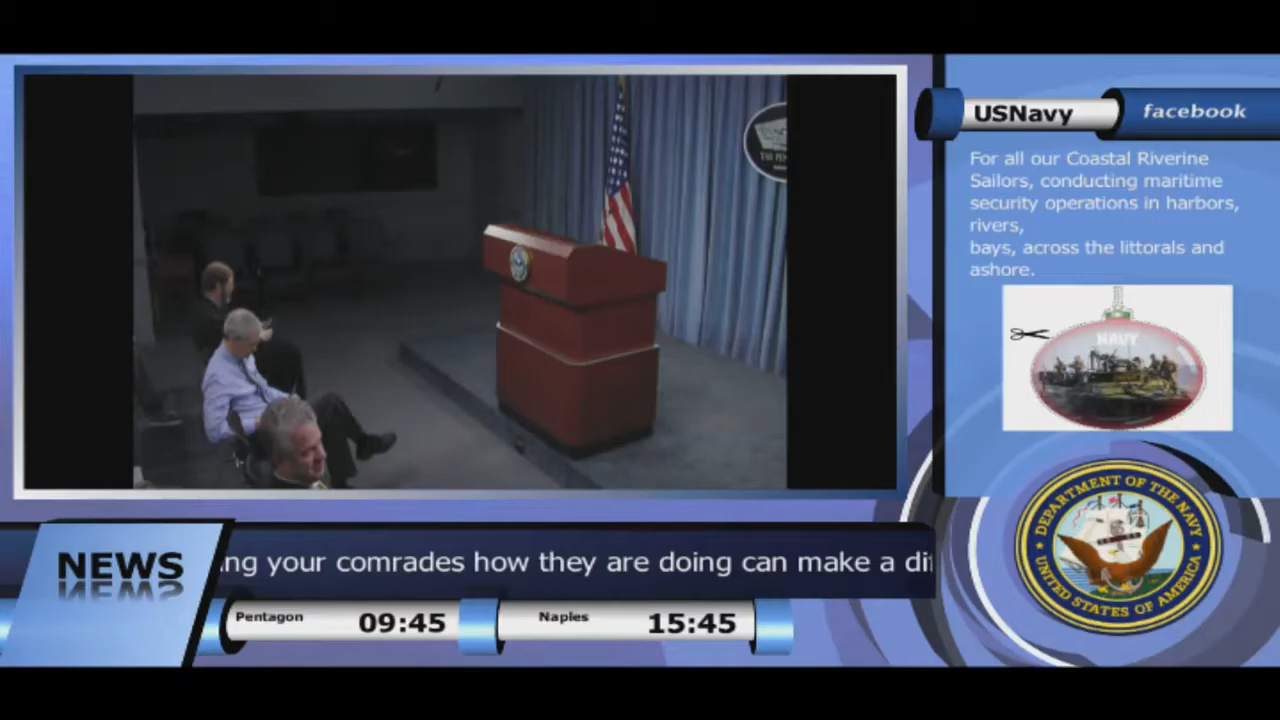 USNavy
facebook
For all our Coastal Riverine
Sailors, conducting maritime
security operations in harbors,
rivers,
bays, across the littorals and
ashore.
NAVY
DEPARTMENT OF THE NAVY
UNITED STATES OF AMERICA
NEWS
ng your comrades how they are doing can make a di
Pentagon 09:45
Naples 15:45